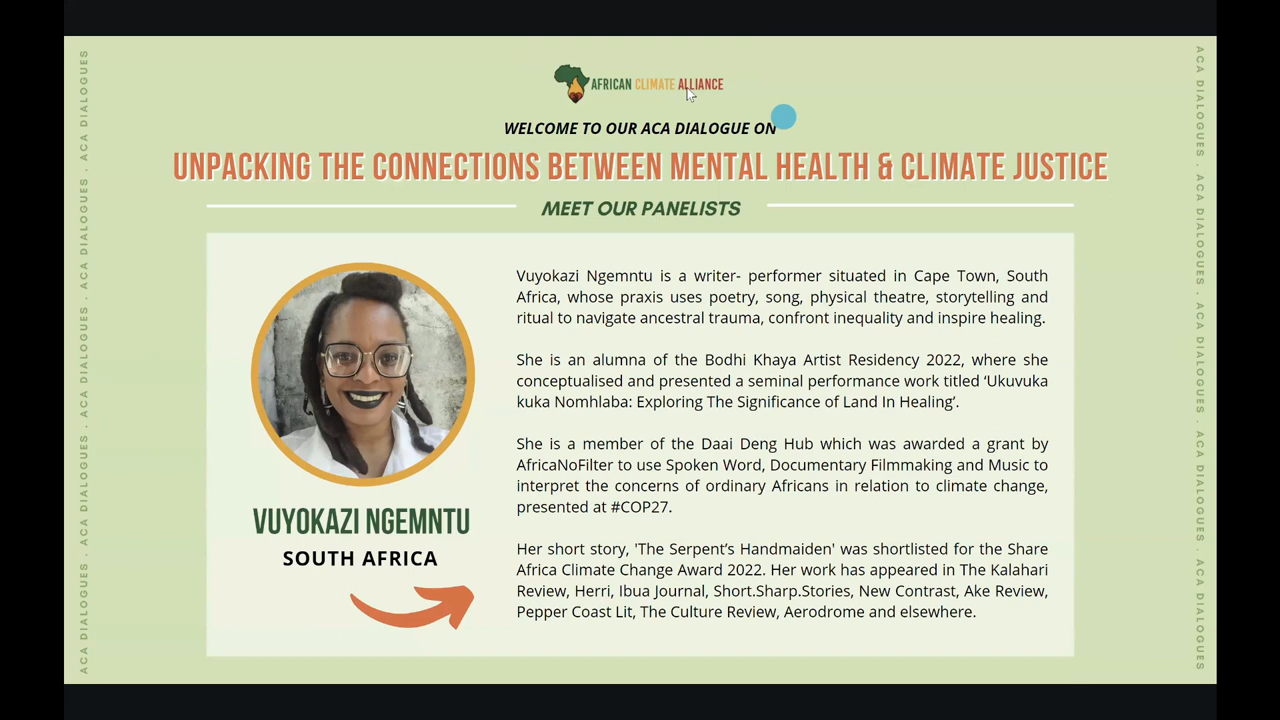 AFRICAN CLIMATE ALLIANCE
WELCOME TO OUR ACA DIALOGUE ON
UNPACKING THE CONNECTIONS BETWEEN MENTAL HEALTH & CLIMATE JUSTICE
MEET OUR PANELISTS
Vuyokazi Ngemntu is a writer- performer situated in Cape Town, South
Africa, whose praxis uses poetry, song, physical theatre, storytelling and
ritual to navigate ancestral trauma, confront inequality and inspire healing.
She is an alumna of the Bodhi Khaya Artist Residency 2022, where she
conceptualised and presented a seminal performance work titled ‘Ukuvuka
kuka Nomhlaba: Exploring The Significance of Land In Healing’.
She is a member of the Daai Deng Hub which was awarded a grant by
AfricaNoFilter to use Spoken Word, Documentary Filmmaking and Music to
interpret the concerns of ordinary Africans in relation to climate change,
presented at #COP27.
Her short story, 'The Serpent’s Handmaiden' was shortlisted for the Share
Africa Climate Change Award 2022. Her work has appeared in The Kalahari
Review, Herri, Ibua Journal, Short.Sharp.Stories, New Contrast, Ake Review,
Pepper Coast Lit, The Culture Review, Aerodrome and elsewhere.
VUYOKAZI NGEMNTU
SOUTH AFRICA
ACA DIALOGUES . ACA DIALOGUES . ACA DIALOGUES . ACA DIALOGUES . ACA DIALOGUES
ACA DIALOGUES . ACA DIALOGUES . ACA DIALOGUES . ACA DIALOGUES . ACA DIALOGUES